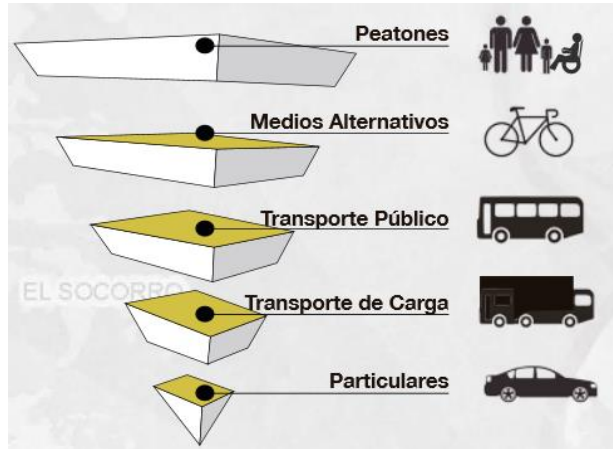 Peatones
Medios Alternativos
Transporte Público
EL SOCORRO
Transporte de Carga
Particulares